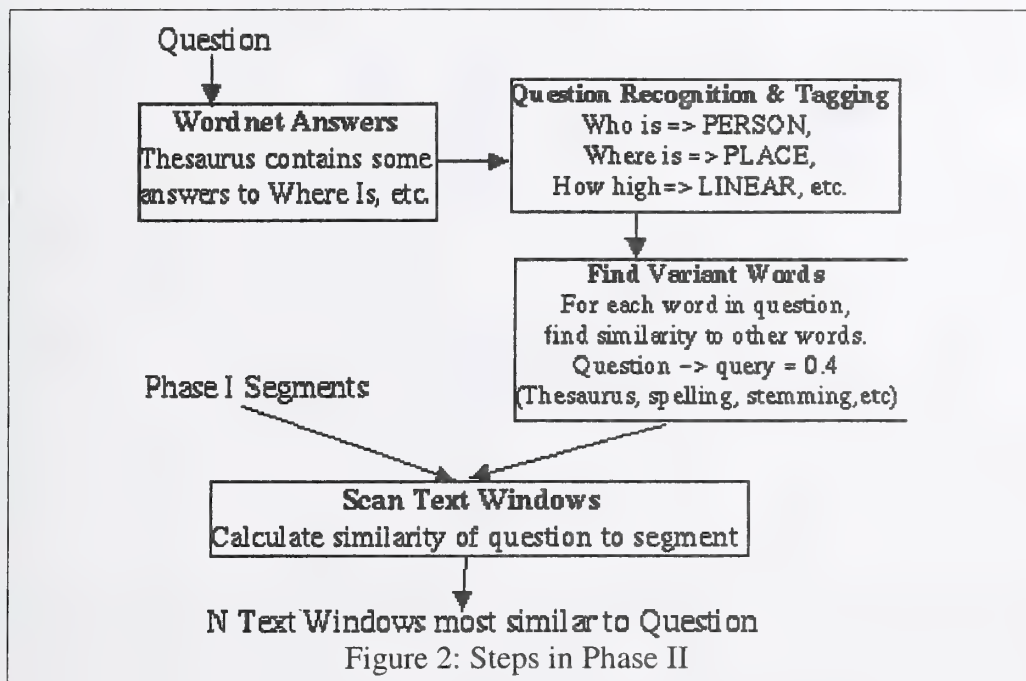 Question
Wordnet Answers
Thesaurus contains some
answers to Where Is, etc.
Question Recognition & Tagging
Who is => PERSON,
Where is => PLACE,
How high=> LINEAR, etc.
Find Variant Words
For each word in question,
find similarity to other words.
Question -> query = 0.4
(Thesaurus, spelling, stemming,etc)
Phase I Segments
Scan Text Windows
Calculate similarity of question to segment
N Text Windows most similar to Question
Figure 2: Steps in Phase II